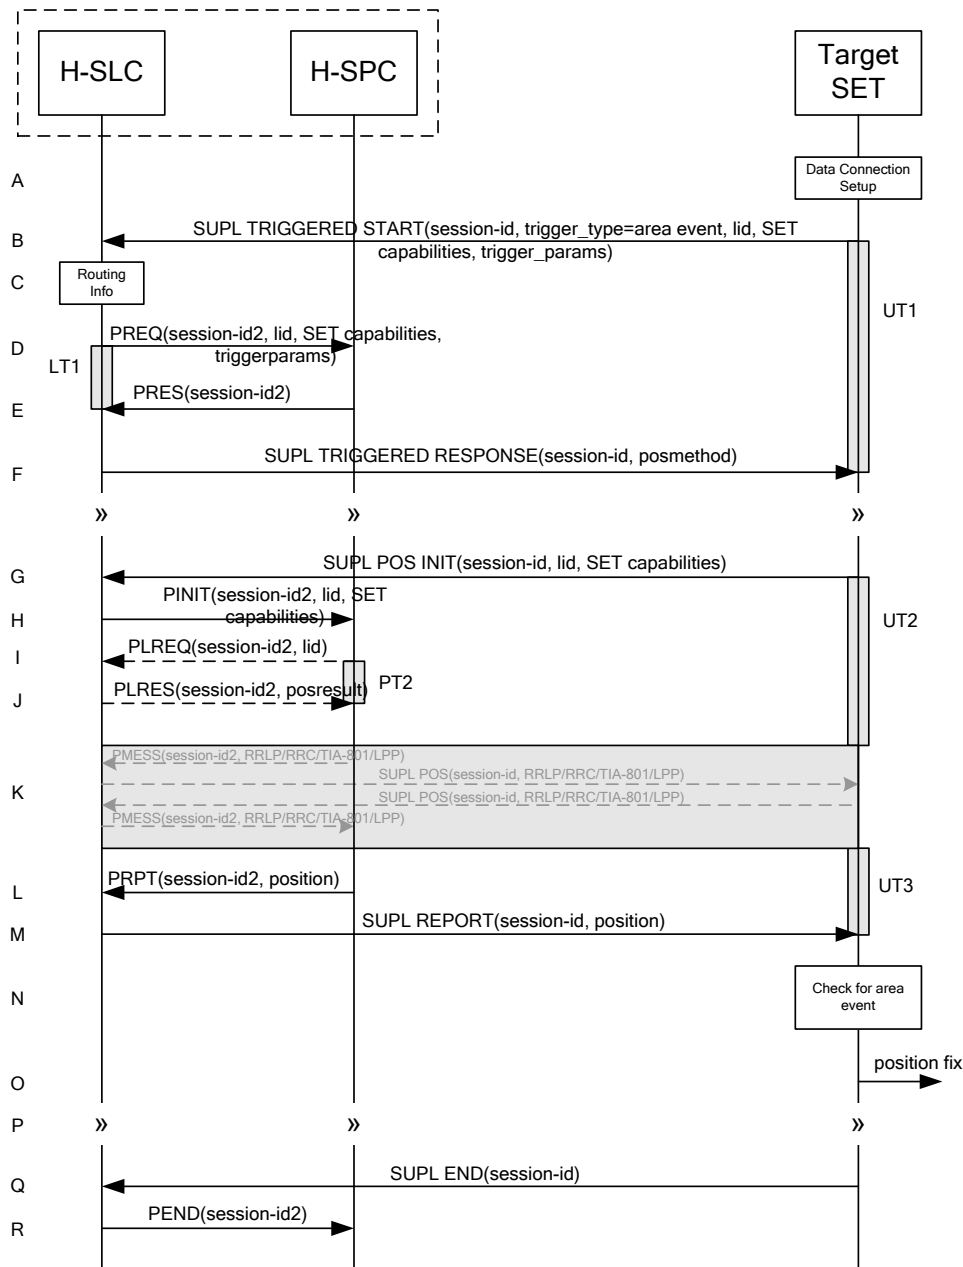 H-SLC
H-SPC
Target
SET
A
Data Connection
Setup
B
SUPL TRIGGERED START(session-id, trigger_type=area event, lid, SET
capabilities, trigger_params)
C
Routing
Info
UT1
D
PREQ(session-id2, lid, SET capabilities,
triggerparams)
LT1
E
PRES(session-id2)
F
SUPL TRIGGERED RESPONSE(session-id, posmethod)
» » »
G
SUPL POS INIT(session-id, lid, SET capabilities)
H
PINIT(session-id2, lid, SET
capabilities)
UT2
I
PLREQ(session-id2, lid)
PT2
J
PLRES(session-id2, posresult)
PMESS(session-id2, RRLP/RRC/TIA-801/LPP)
SUPL POS(session-id, RRLP/RRC/TIA-801/LPP)
K
SUPL POS(session-id, RRLP/RRC/TIA-801/LPP)
PMESS(session-id2, RRLP/RRC/TIA-801/LPP)
L
PRPT(session-id2, position)
UT3
M
SUPL REPORT(session-id, position)
N
Check for area
event
O
position fix
P
» » »
Q
SUPL END(session-id)
R
PEND(session-id2)